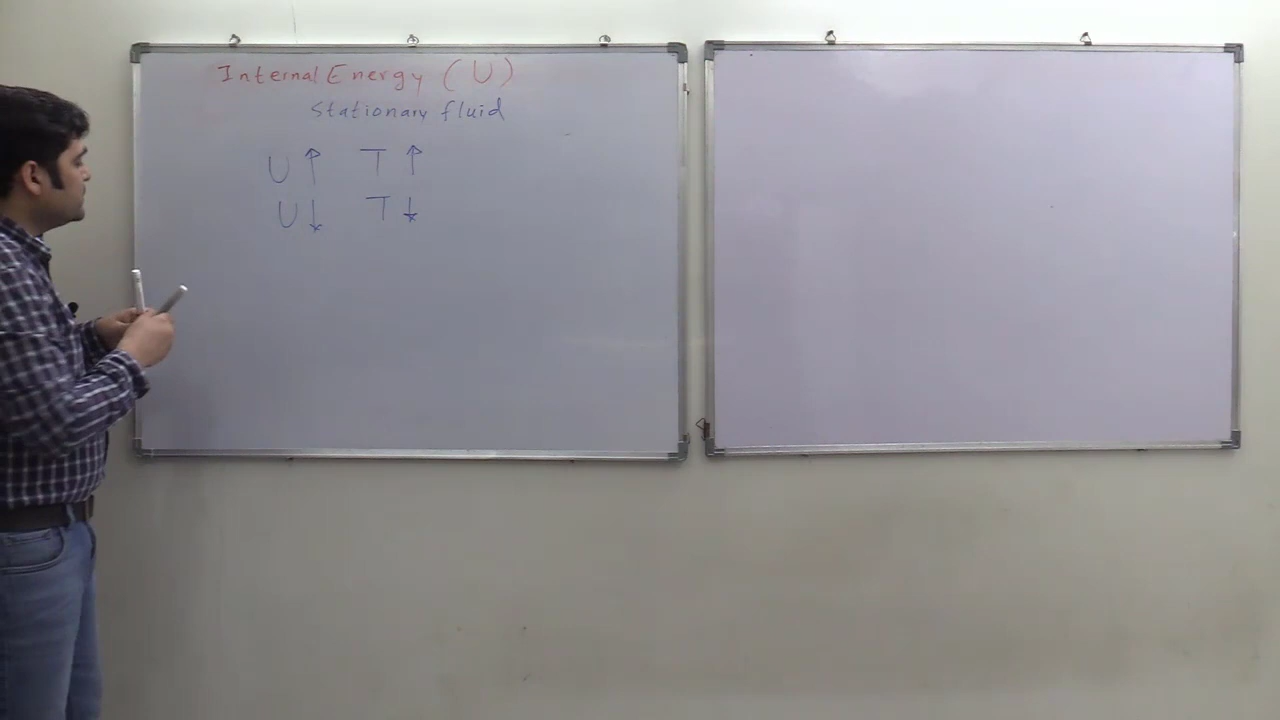 Internal Energy (U)
Stationary fluid
U ↑ T ↑
U ↓ T ↓